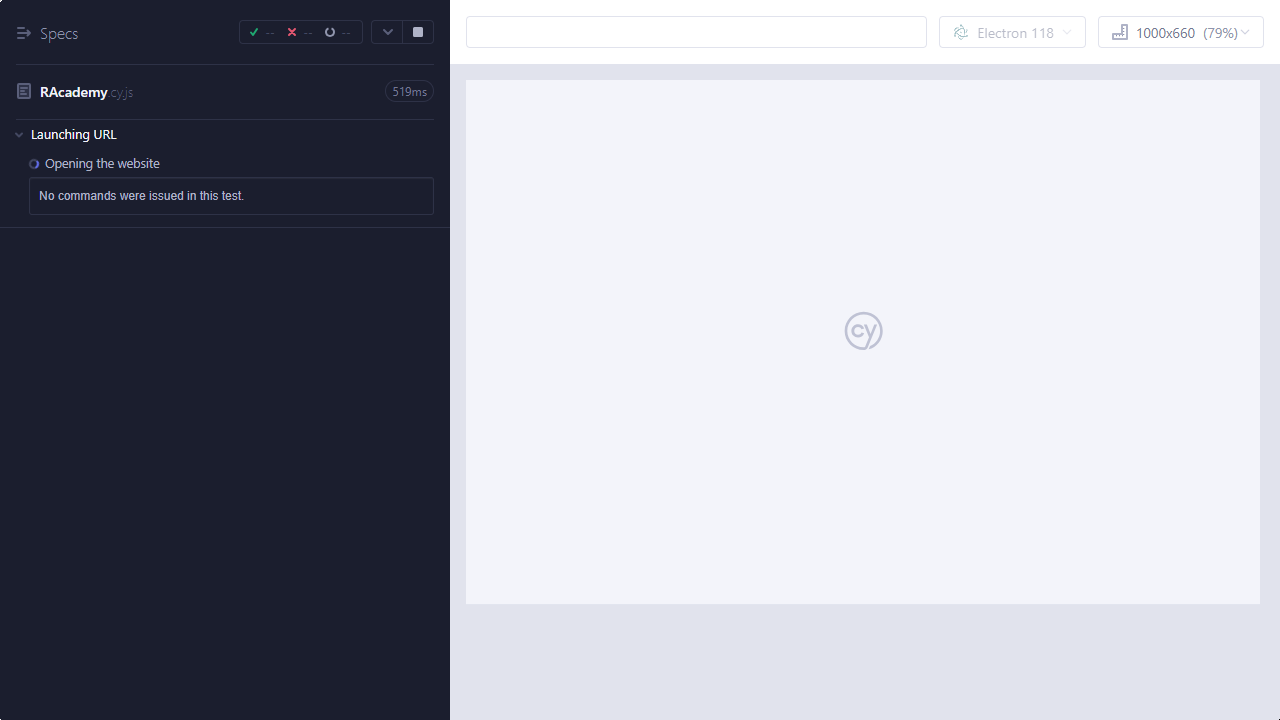 Specs
-- -- --
RAcademy.cy.js
519ms
Launching URL
Opening the website
No commands were issued in this test.
Electron 118
1000x660 (79%)
cy